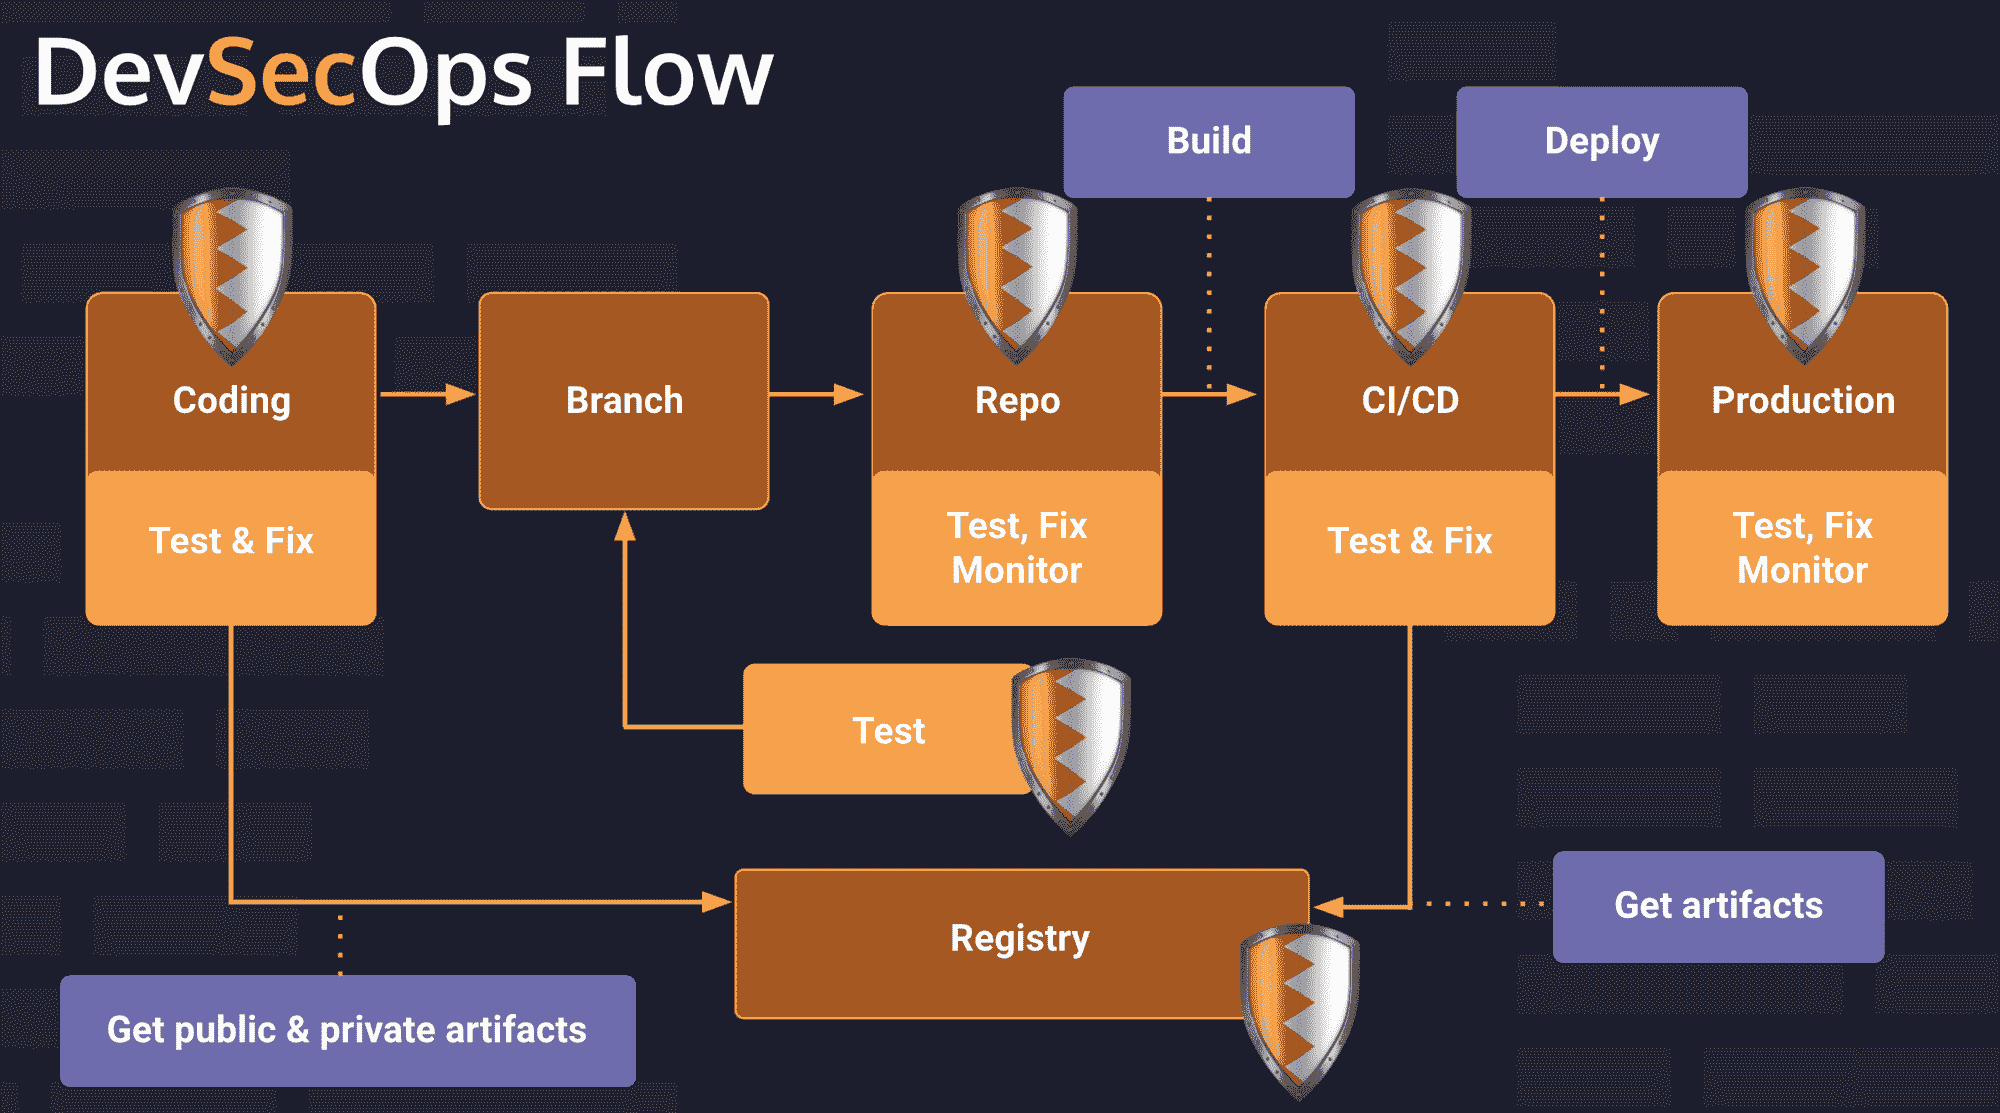 DevSecOps Flow
Build
Deploy
Coding
Branch
Repo
CI/CD
Production
Test & Fix
Test, Fix
Monitor
Test & Fix
Test, Fix
Monitor
Test
Registry
Get artifacts
Get public & private artifacts